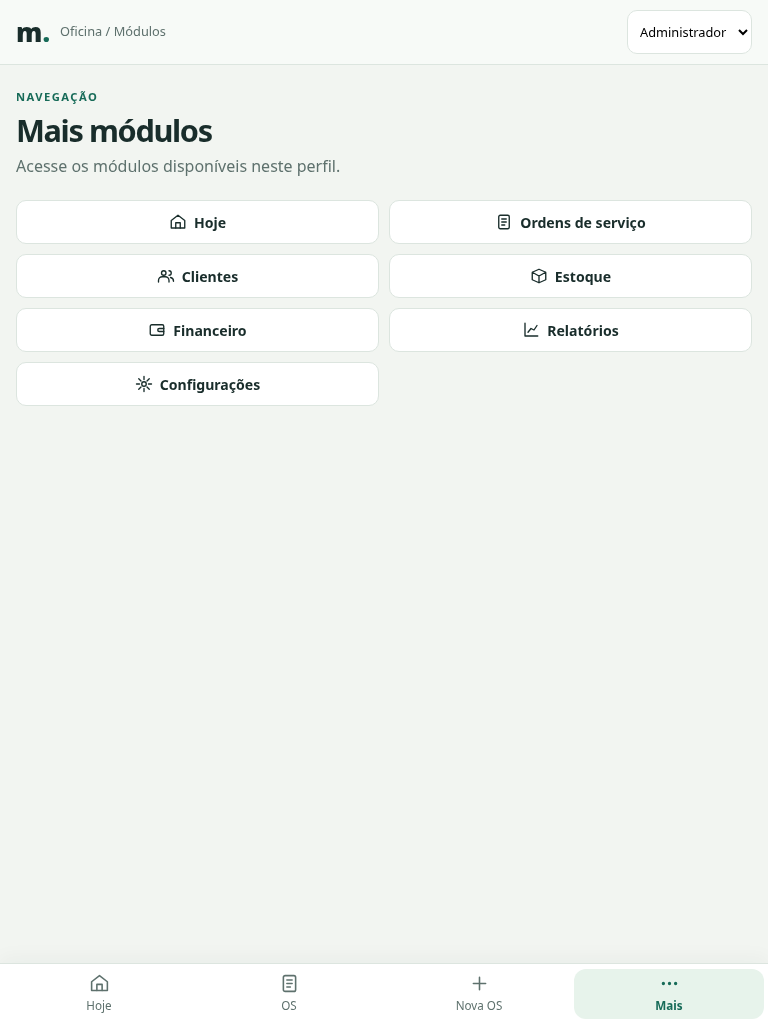 m. Oficina / Módulos Administrador
NAVEGAÇÃO
Mais módulos
Acesse os módulos disponíveis neste perfil.
Hoje
Ordens de serviço
Clientes
Estoque
Financeiro
Relatórios
Configurações
Hoje
OS
Nova OS
Mais